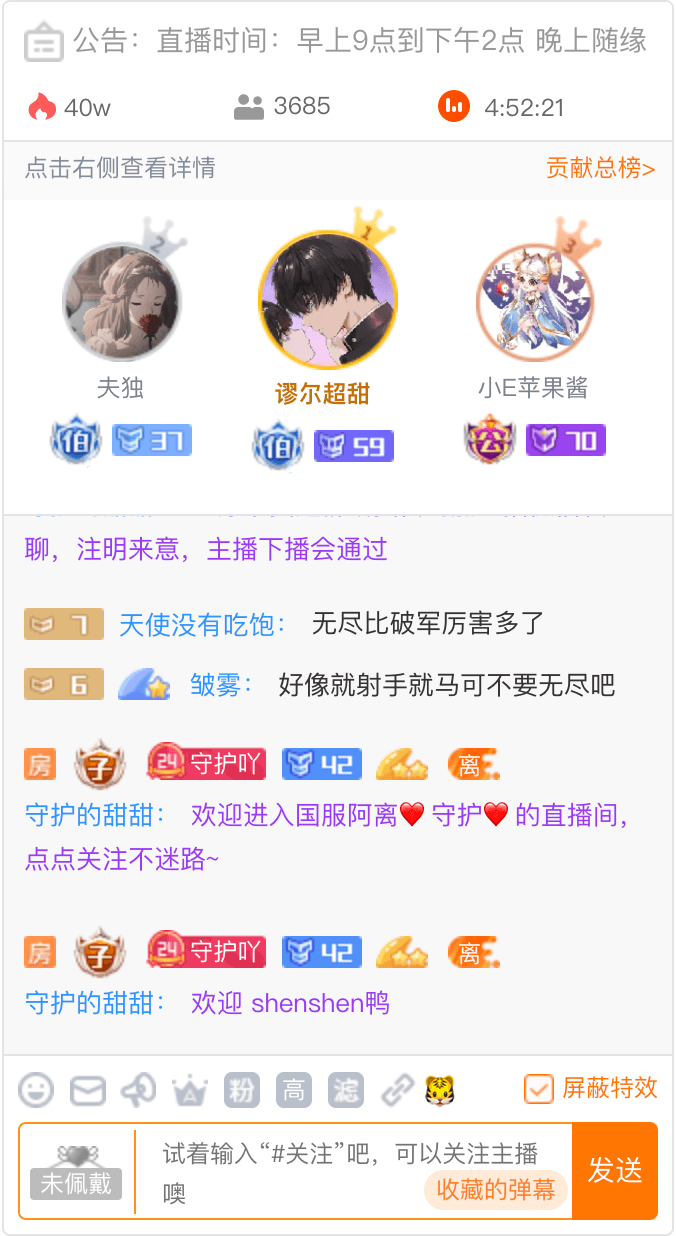 公告：直播时间：早上9点到下午2点 晚上随缘
40w 3685 4:52:21
点击右侧查看详情 贡献总榜>
2 1 3
夫独 谬尔超甜 小E苹果酱
伯 37 伯 59 公 70
聊，注明来意，主播下播会通过
7 天使没有吃饱： 无尽比破军厉害多了
6 皱雾： 好像就射手就马可不要无尽吧
房 子 24 守护吖 42 离
守护的甜甜： 欢迎进入国服阿离❤️守护❤️的直播间，
点点关注不迷路~
房 子 24 守护吖 42 离
守护的甜甜： 欢迎 shenshen鸭
A 粉 高 滤 屏蔽特效
未佩戴 试着输入“#关注”吧，可以关注主播
噢 收藏的弹幕 发送